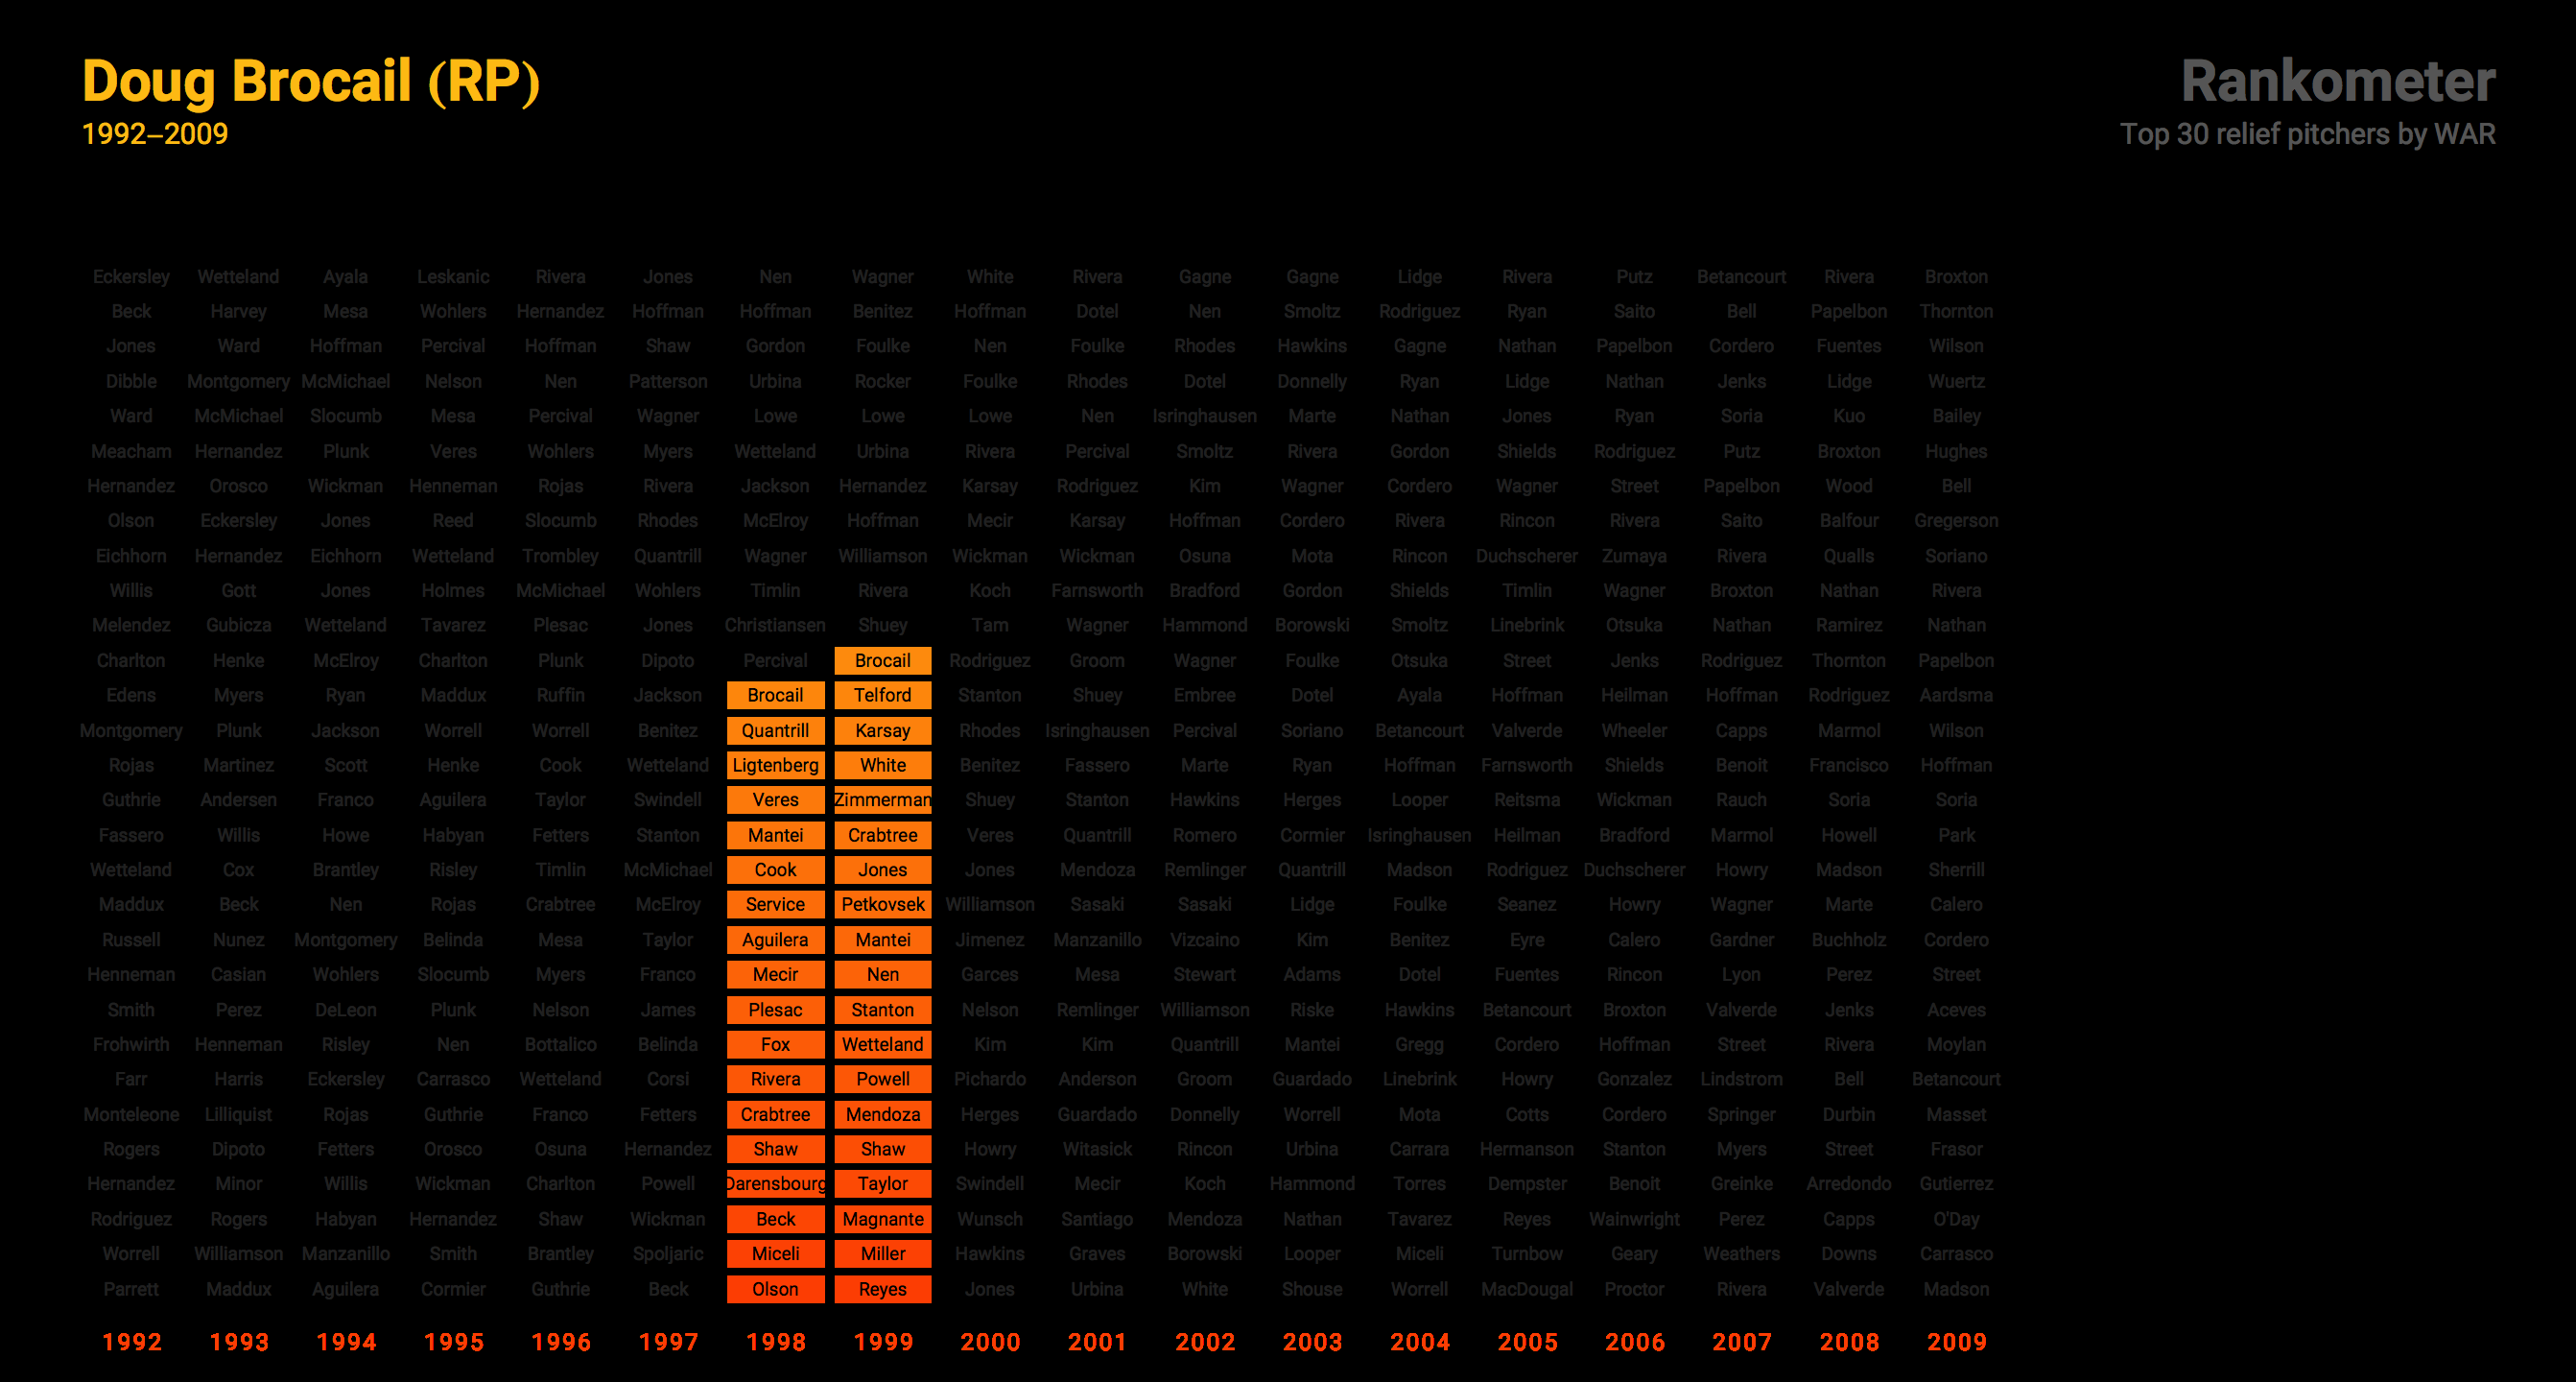 Doug Brocail (RP)
1992–2009
Rankometer
Top 30 relief pitchers by WAR
Eckersley Wetteland Ayala Leskanic Rivera Jones Nen Wagner White Rivera Gagne Gagne Lidge Rivera Putz Betancourt Rivera Broxton
Beck Harvey Mesa Wohlers Hernandez Hoffman Hoffman Benitez Hoffman Dotel Nen Smoltz Rodriguez Ryan Saito Bell Papelbon Thornton
Jones Ward Hoffman Percival Hoffman Shaw Gordon Foulke Nen Foulke Rhodes Hawkins Gagne Nathan Papelbon Cordero Fuentes Wilson
Dibble Montgomery McMichael Nelson Nen Patterson Urbina Rocker Foulke Rhodes Dotel Donnelly Ryan Lidge Nathan Jenks Lidge Wuertz
Ward McMichael Slocumb Mesa Percival Wagner Lowe Lowe Lowe Nen Isringhausen Marte Nathan Jones Ryan Soria Kuo Bailey
Meacham Hernandez Plunk Veres Wohlers Myers Wetteland Urbina Rivera Percival Smoltz Rivera Gordon Shields Rodriguez Putz Broxton Hughes
Hernandez Orosco Wickman Henneman Rojas Rivera Jackson Hernandez Karsay Rodriguez Kim Wagner Cordero Wagner Street Papelbon Wood Bell
Olson Eckersley Jones Reed Slocumb Rhodes McElroy Hoffman Mecir Karsay Hoffman Cordero Rivera Rincon Rivera Saito Balfour Gregerson
Eichhorn Hernandez Eichhorn Wetteland Trombley Quantrill Wagner Williamson Wickman Wickman Osuna Mota Rincon Duchscherer Zumaya Rivera Qualls Soriano
Willis Gott Jones Holmes McMichael Wohlers Timlin Rivera Koch Farnsworth Bradford Gordon Shields Timlin Wagner Broxton Nathan Rivera
Melendez Gubicza Wetteland Tavarez Plesac Jones Christiansen Shuey Tam Wagner Hammond Borowski Smoltz Linebrink Otsuka Nathan Ramirez Nathan
Charlton Henke McElroy Charlton Plunk Dipoto Percival Brocail Rodriguez Groom Wagner Foulke Otsuka Street Jenks Rodriguez Thornton Papelbon
Edens Myers Ryan Maddux Ruffin Jackson Brocail Telford Stanton Shuey Embree Dotel Ayala Hoffman Heilman Hoffman Rodriguez Aardsma
Montgomery Plunk Jackson Worrell Worrell Benitez Quantrill Karsay Rhodes Isringhausen Percival Soriano Betancourt Valverde Wheeler Capps Marmol Wilson
Rojas Martinez Scott Henke Cook Wetteland Ligtenberg White Benitez Fassero Marte Ryan Hoffman Farnsworth Shields Benoit Francisco Hoffman
Guthrie Andersen Franco Aguilera Taylor Swindell Veres Zimmerman Shuey Stanton Hawkins Herges Looper Reitsma Wickman Rauch Soria Soria
Fassero Willis Howe Habyan Fetters Stanton Mantei Crabtree Veres Quantrill Romero Cormier Isringhausen Heilman Bradford Marmol Howell Park
Wetteland Cox Brantley Risley Timlin McMichael Cook Jones Jones Mendoza Remlinger Quantrill Madson Rodriguez Duchscherer Howry Madson Sherrill
Maddux Beck Nen Rojas Crabtree McElroy Service Petkovsek Williamson Sasaki Sasaki Lidge Foulke Seanez Howry Wagner Marte Calero
Russell Nunez Montgomery Belinda Mesa Taylor Aguilera Mantei Jimenez Manzanillo Vizcaino Kim Benitez Eyre Calero Gardner Buchholz Cordero
Henneman Casian Wohlers Slocumb Myers Franco Mecir Nen Garces Mesa Stewart Adams Dotel Fuentes Rincon Lyon Perez Street
Smith Perez DeLeon Plunk Nelson James Plesac Stanton Nelson Remlinger Williamson Riske Hawkins Betancourt Broxton Valverde Jenks Aceves
Frohwirth Henneman Risley Nen Bottalico Belinda Fox Wetteland Kim Kim Quantrill Mantei Gregg Cordero Hoffman Street Rivera Moylan
Farr Harris Eckersley Carrasco Wetteland Corsi Rivera Powell Pichardo Anderson Groom Guardado Linebrink Howry Gonzalez Lindstrom Bell Betancourt
Monteleone Lilliquist Rojas Guthrie Franco Fetters Crabtree Mendoza Herges Guardado Donnelly Worrell Mota Cotts Cordero Springer Durbin Masset
Rogers Dipoto Fetters Orosco Osuna Hernandez Shaw Shaw Howry Witasick Rincon Urbina Carrara Hermanson Stanton Myers Street Frasor
Hernandez Minor Willis Wickman Charlton Powell Darensbourg Taylor Swindell Mecir Koch Hammond Torres Dempster Benoit Greinke Arredondo Gutierrez
Rodriguez Rogers Habyan Hernandez Shaw Wickman Beck Magnante Wunsch Santiago Mendoza Nathan Tavarez Reyes Wainwright Perez Capps O'Day
Worrell Williamson Manzanillo Smith Brantley Spoljaric Miceli Miller Hawkins Graves Borowski Looper Miceli Turnbow Geary Weathers Downs Carrasco
Parrett Maddux Aguilera Cormier Guthrie Beck Olson Reyes Jones Urbina White Shouse Worrell MacDougal Proctor Rivera Valverde Madson
1992 1993 1994 1995 1996 1997 1998 1999 2000 2001 2002 2003 2004 2005 2006 2007 2008 2009